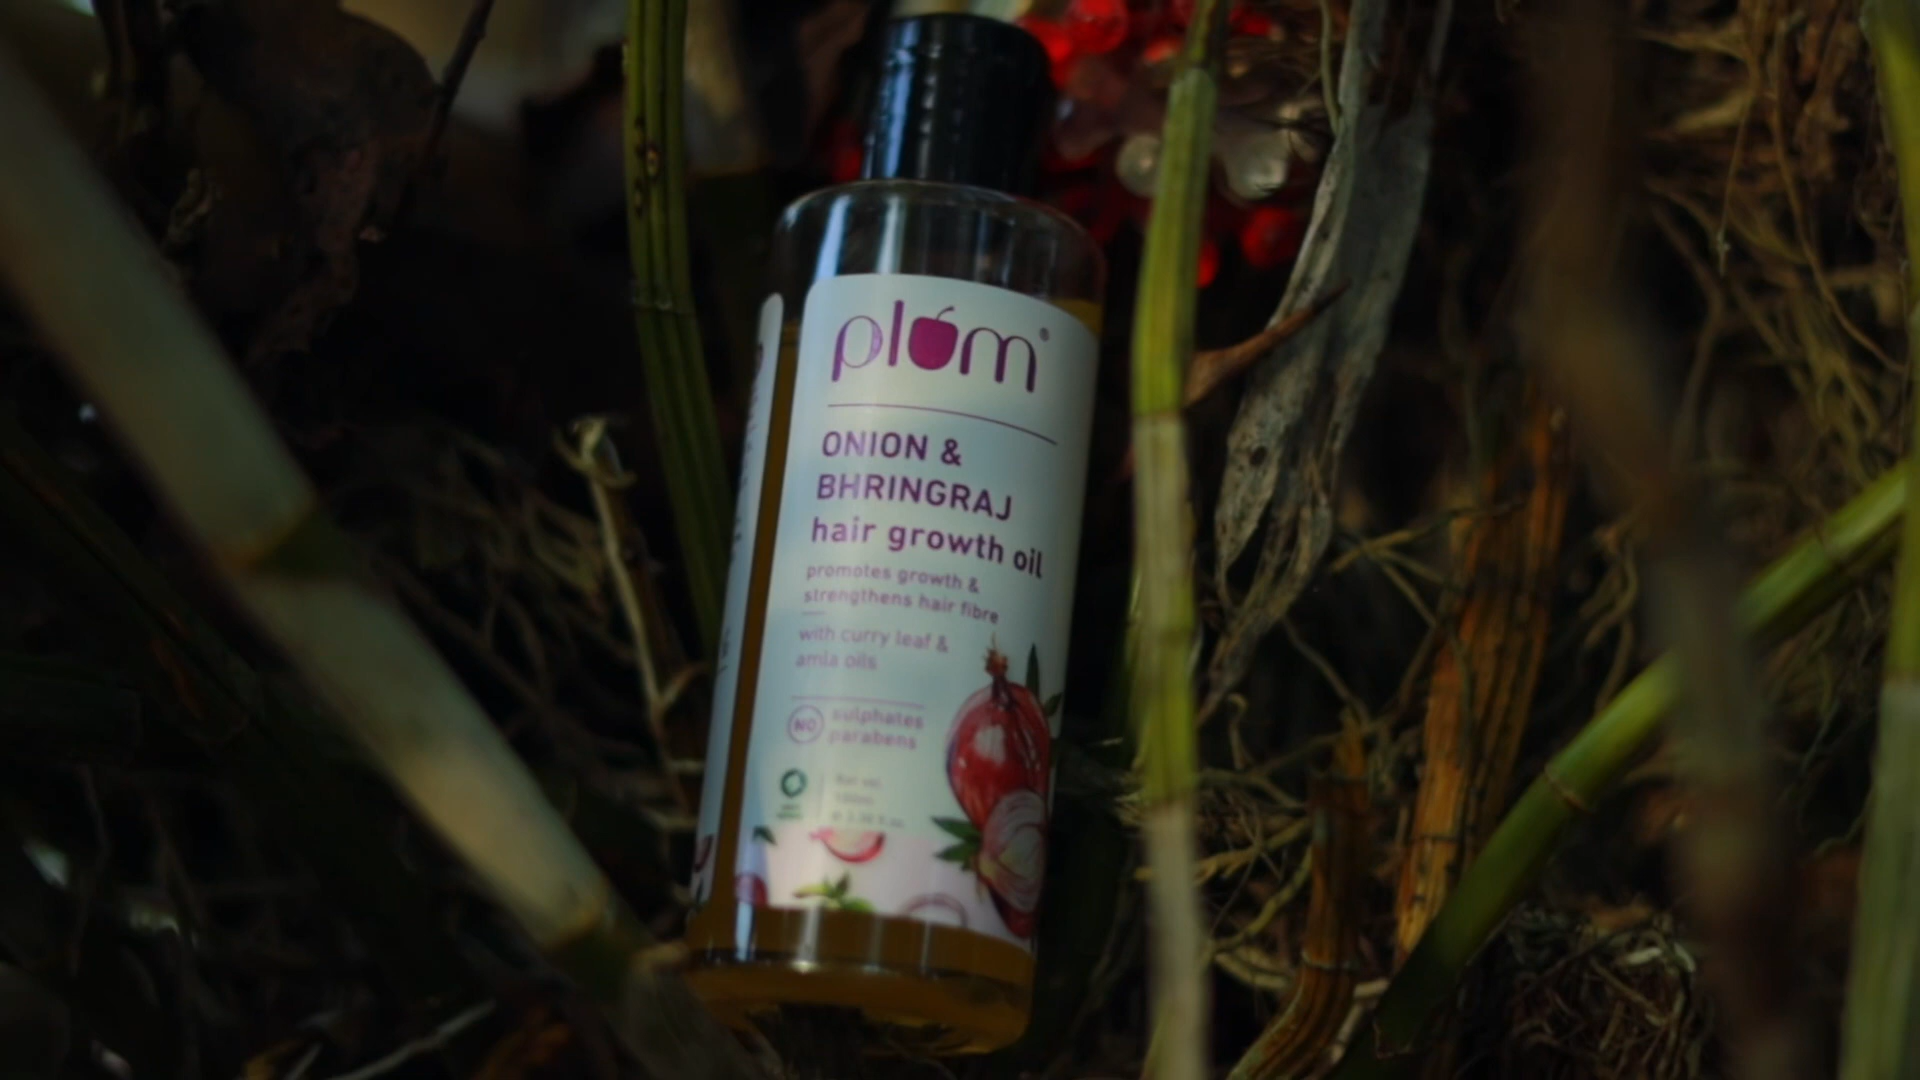 plum®
ONION &
BHRINGRAJ
hair growth oil
promotes growth &
strengthens hair fibre
with curry leaf &
amla oils
NO sulphates
parabens